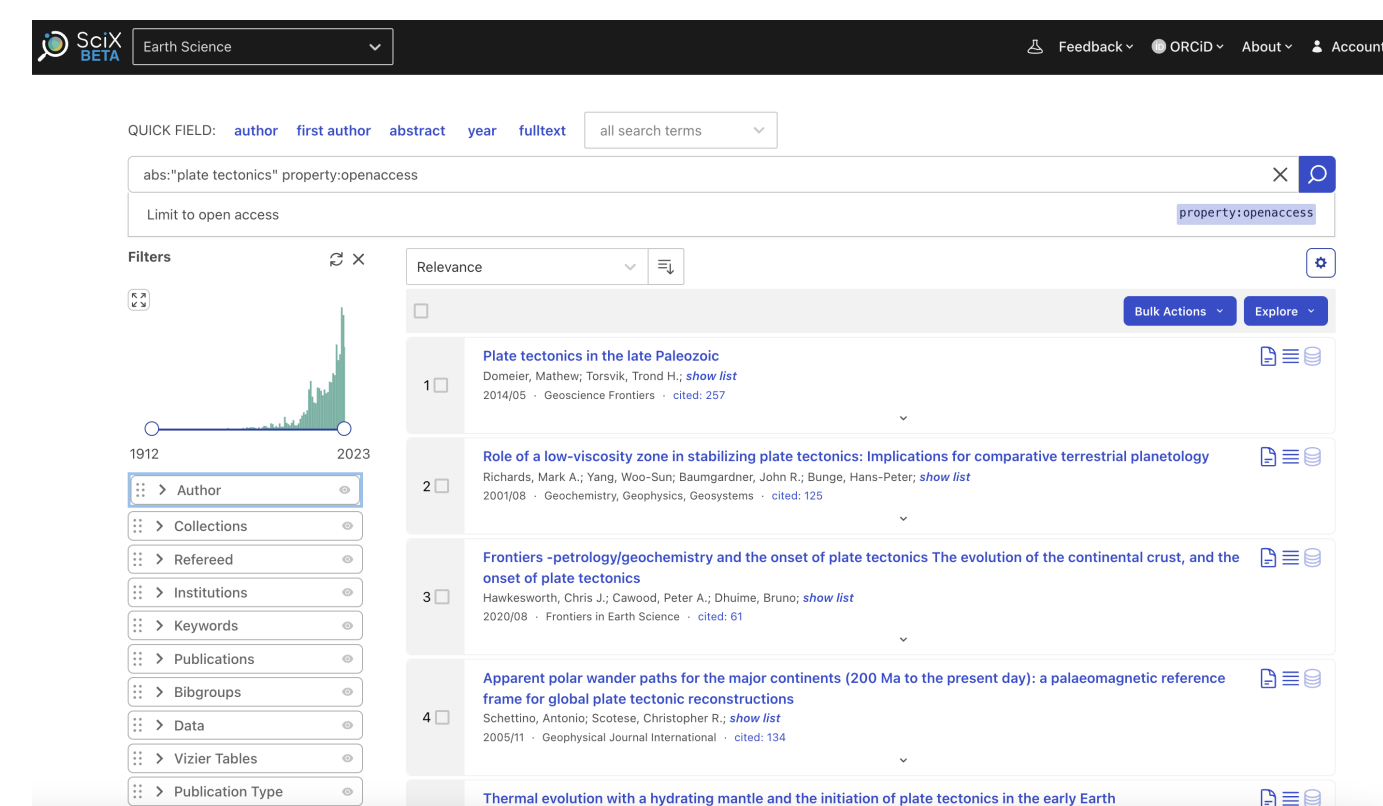 SciX
BETA
Earth Science
Feedback
ORCiD
About
Account
QUICK FIELD: author first author abstract year fulltext all search terms
abs:"plate tectonics" property:openaccess
Limit to open access property:openaccess
Filters
Relevance
Bulk Actions
Explore
1912 2023
Author
Collections
Refereed
Institutions
Keywords
Publications
Bibgroups
Data
Vizier Tables
Publication Type
1
Plate tectonics in the late Paleozoic
Domeier, Mathew; Torsvik, Trond H.; show list
2014/05 · Geoscience Frontiers · cited: 257
2
Role of a low-viscosity zone in stabilizing plate tectonics: Implications for comparative terrestrial planetology
Richards, Mark A.; Yang, Woo-Sun; Baumgardner, John R.; Bunge, Hans-Peter; show list
2001/08 · Geochemistry, Geophysics, Geosystems · cited: 125
3
Frontiers -petrology/geochemistry and the onset of plate tectonics The evolution of the continental crust, and the
onset of plate tectonics
Hawkesworth, Chris J.; Cawood, Peter A.; Dhuime, Bruno; show list
2020/08 · Frontiers in Earth Science · cited: 61
4
Apparent polar wander paths for the major continents (200 Ma to the present day): a palaeomagnetic reference
frame for global plate tectonic reconstructions
Schettino, Antonio; Scotese, Christopher R.; show list
2005/11 · Geophysical Journal International · cited: 134
Thermal evolution with a hydrating mantle and the initiation of plate tectonics in the early Earth